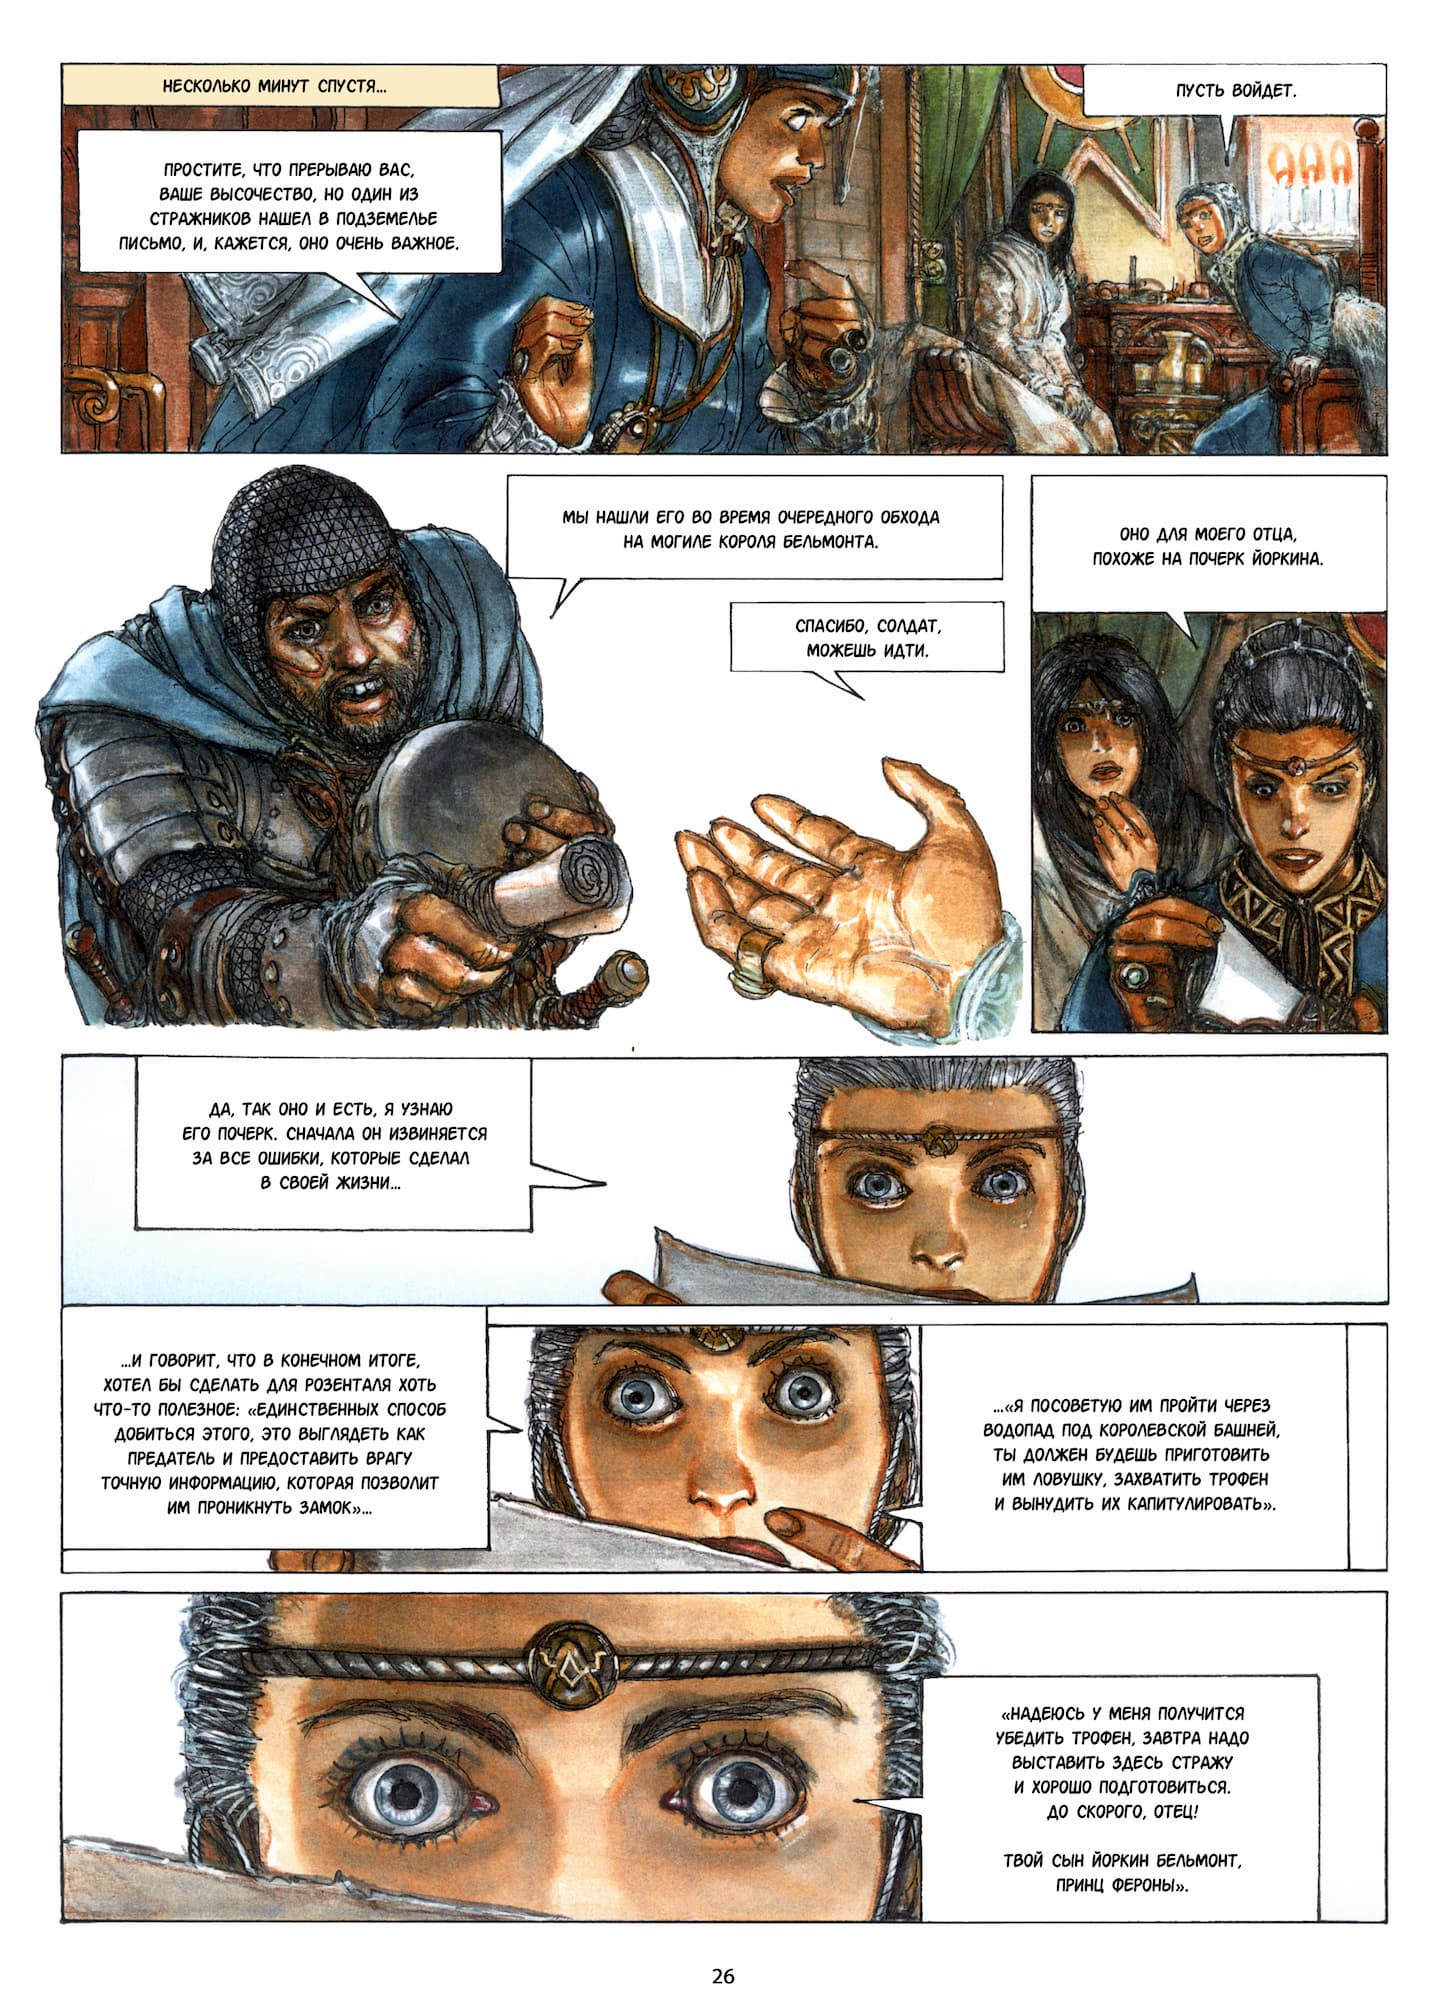 НЕСКОЛЬКО МИНУТ СПУСТЯ...
ПРОСТИТЕ, ЧТО ПРЕРЫВАЮ ВАС,
ВАШЕ ВЫСОЧЕСТВО, НО ОДИН ИЗ
СТРАЖНИКОВ НАШЕЛ В ПОДЗЕМЕЛЬЕ
ПИСЬМО, И, КАЖЕТСЯ, ОНО ОЧЕНЬ ВАЖНОЕ.
ПУСТЬ ВОЙДЕТ.
МЫ НАШЛИ ЕГО ВО ВРЕМЯ ОЧЕРЕДНОГО ОБХОДА
НА МОГИЛЕ КОРОЛЯ БЕЛЬМОНТА.
СПАСИБО, СОЛДАТ,
МОЖЕШЬ ИДТИ.
ОНО ДЛЯ МОЕГО ОТЦА,
ПОХОЖЕ НА ПОЧЕРК ЙОРКИНА.
ДА, ТАК ОНО И ЕСТЬ, Я УЗНАЮ
ЕГО ПОЧЕРК. СНАЧАЛА ОН ИЗВИНЯЕТСЯ
ЗА ВСЕ ОШИБКИ, КОТОРЫЕ СДЕЛАЛ
В СВОЕЙ ЖИЗНИ...
...И ГОВОРИТ, ЧТО В КОНЕЧНОМ ИТОГЕ,
ХОТЕЛ БЫ СДЕЛАТЬ ДЛЯ РОЗЕНТАЛЯ ХОТЬ
ЧТО-ТО ПОЛЕЗНОЕ: «ЕДИНСТВЕННЫХ СПОСОБ
ДОБИТЬСЯ ЭТОГО, ЭТО ВЫГЛЯДЕТЬ КАК
ПРЕДАТЕЛЬ И ПРЕДОСТАВИТЬ ВРАГУ
ТОЧНУЮ ИНФОРМАЦИЮ, КОТОРАЯ ПОЗВОЛИТ
ИМ ПРОНИКНУТЬ ЗАМОК»...
...«Я ПОСОВЕТУЮ ИМ ПРОЙТИ ЧЕРЕЗ
ВОДОПАД ПОД КОРОЛЕВСКОЙ БАШНЕЙ,
ТЫ ДОЛЖЕН БУДЕШЬ ПРИГОТОВИТЬ
ИМ ЛОВУШКУ, ЗАХВАТИТЬ ТРОФЕН
И ВЫНУДИТЬ ИХ КАПИТУЛИРОВАТЬ».
«НАДЕЮСЬ У МЕНЯ ПОЛУЧИТСЯ
УБЕДИТЬ ТРОФЕН, ЗАВТРА НАДО
ВЫСТАВИТЬ ЗДЕСЬ СТРАЖУ
И ХОРОШО ПОДГОТОВИТЬСЯ.
ДО СКОРОГО, ОТЕЦ!
ТВОЙ СЫН ЙОРКИН БЕЛЬМОНТ,
ПРИНЦ ФЕРОНЫ».
26